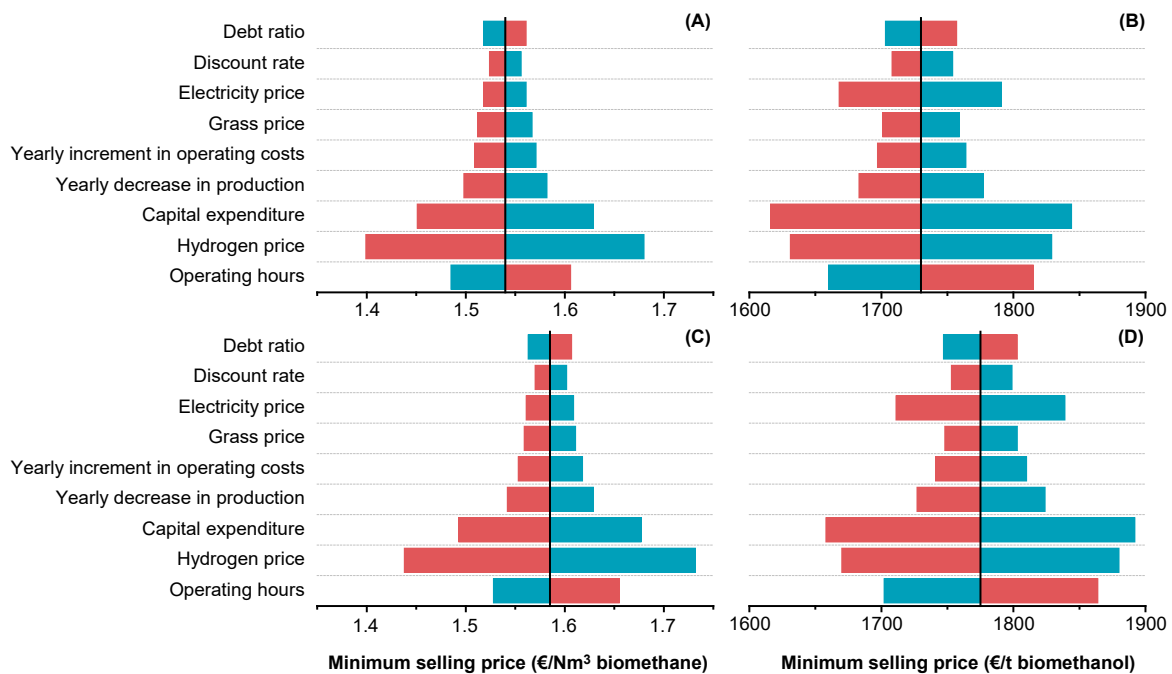 (A)
(B)
Debt ratio
Discount rate
Electricity price
Grass price
Yearly increment in operating costs
Yearly decrease in production
Capital expenditure
Hydrogen price
Operating hours
1.4 1.5 1.6 1.7
1600 1700 1800 1900
(C)
(D)
Debt ratio
Discount rate
Electricity price
Grass price
Yearly increment in operating costs
Yearly decrease in production
Capital expenditure
Hydrogen price
Operating hours
1.4 1.5 1.6 1.7
1600 1700 1800 1900
Minimum selling price (€/Nm³ biomethane)
Minimum selling price (€/t biomethanol)